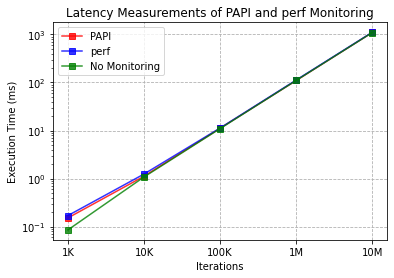 Latency Measurements of PAPI and perf Monitoring
PAPI
perf
No Monitoring
Execution Time (ms)
10³
10²
10¹
10⁰
10⁻¹
1K 10K 100K 1M 10M
Iterations